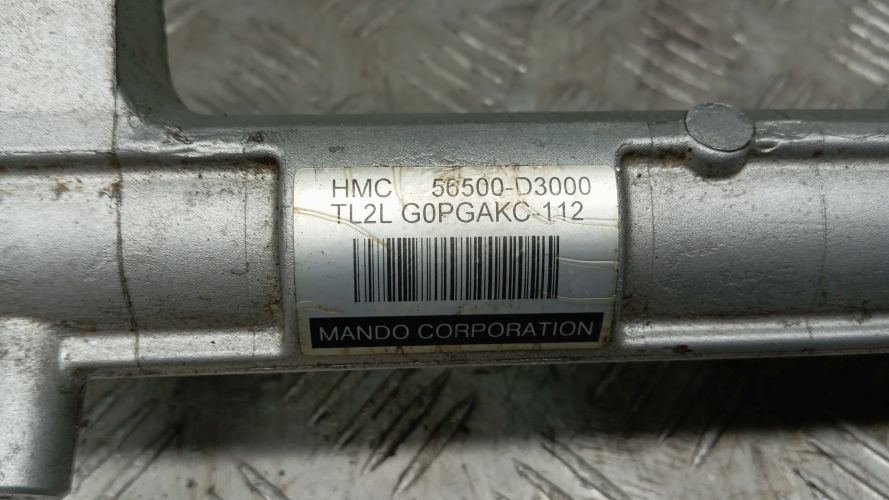 HMC 56500-D3000
TL2L G0PGAKC-112
MANDO CORPORATION